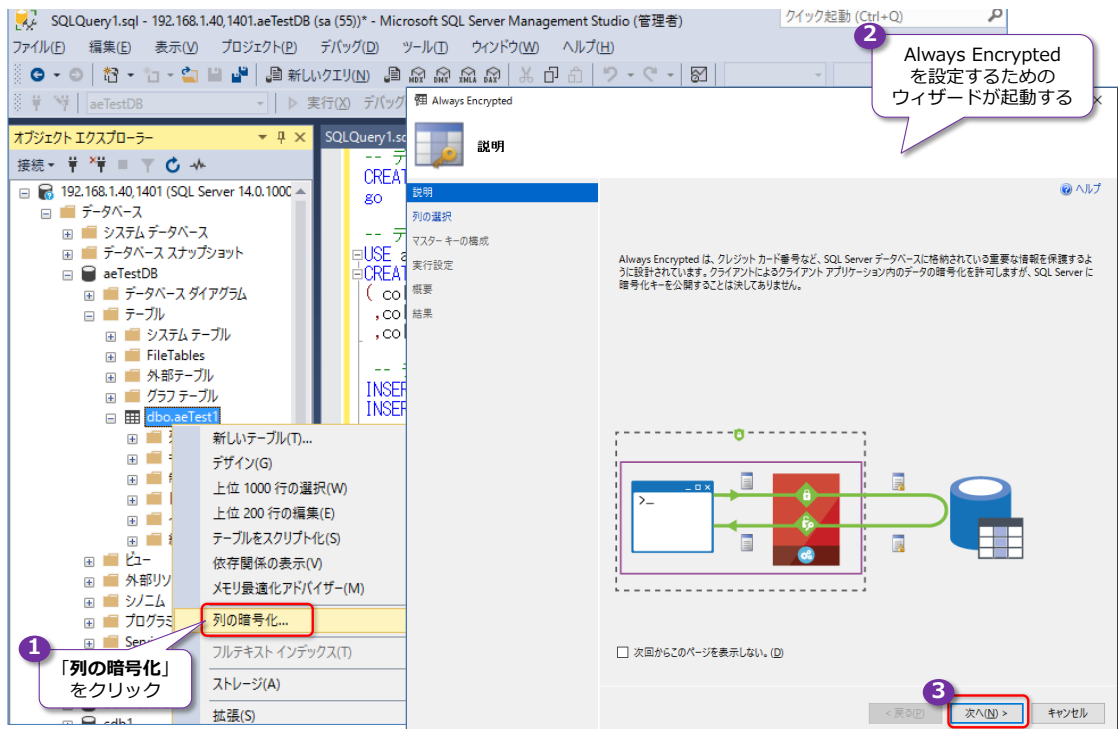 SQLQuery1.sql - 192.168.1.40,1401.aeTestDB (sa (55))* - Microsoft SQL Server Management Studio (管理者)
クイック起動 (Ctrl+Q)
ファイル(F) 編集(E) 表示(V) プロジェクト(P) デバッグ(D) ツール(T) ウィンドウ(W) ヘルプ(H)
新しいクエリ(N)
MDX DMX XMLA DAX
aeTestDB
実行(X) デバッグ
オブジェクト エクスプローラー
接続
192.168.1.40,1401 (SQL Server 14.0.1000
データベース
システム データベース
データベース スナップショット
aeTestDB
データベース ダイアグラム
テーブル
システム テーブル
FileTables
外部テーブル
グラフ テーブル
dbo.aeTest1
ビュー
外部リソ
シノニム
プログラミ
Serv
cdb1
SQLQuery1.sc
-- デ
CREAT
go
-- テ
USE a
CREAT
( col
,col
,col
--
INSER
INSER
新しいテーブル(T)...
デザイン(G)
上位 1000 行の選択(W)
上位 200 行の編集(E)
テーブルをスクリプト化(S)
依存関係の表示(V)
メモリ最適化アドバイザー(M)
列の暗号化...
フルテキスト インデックス(T)
ストレージ(A)
拡張(S)
1
「列の暗号化」
をクリック
2
Always Encrypted
を設定するための
ウィザードが起動する
Always Encrypted
説明
説明
列の選択
マスター キーの構成
実行設定
概要
結果
ヘルプ
Always Encrypted は、クレジット カード番号など、SQL Server データベースに格納されている重要な情報を保護するよ
うに設計されています。クライアントによるクライアント アプリケーション内のデータの暗号化を許可しますが、SQL Server に
暗号化キーを公開することは決してありません。
>_
次回からこのページを表示しない。(D)
3
< 戻る(P) 次へ(N) > キャンセル